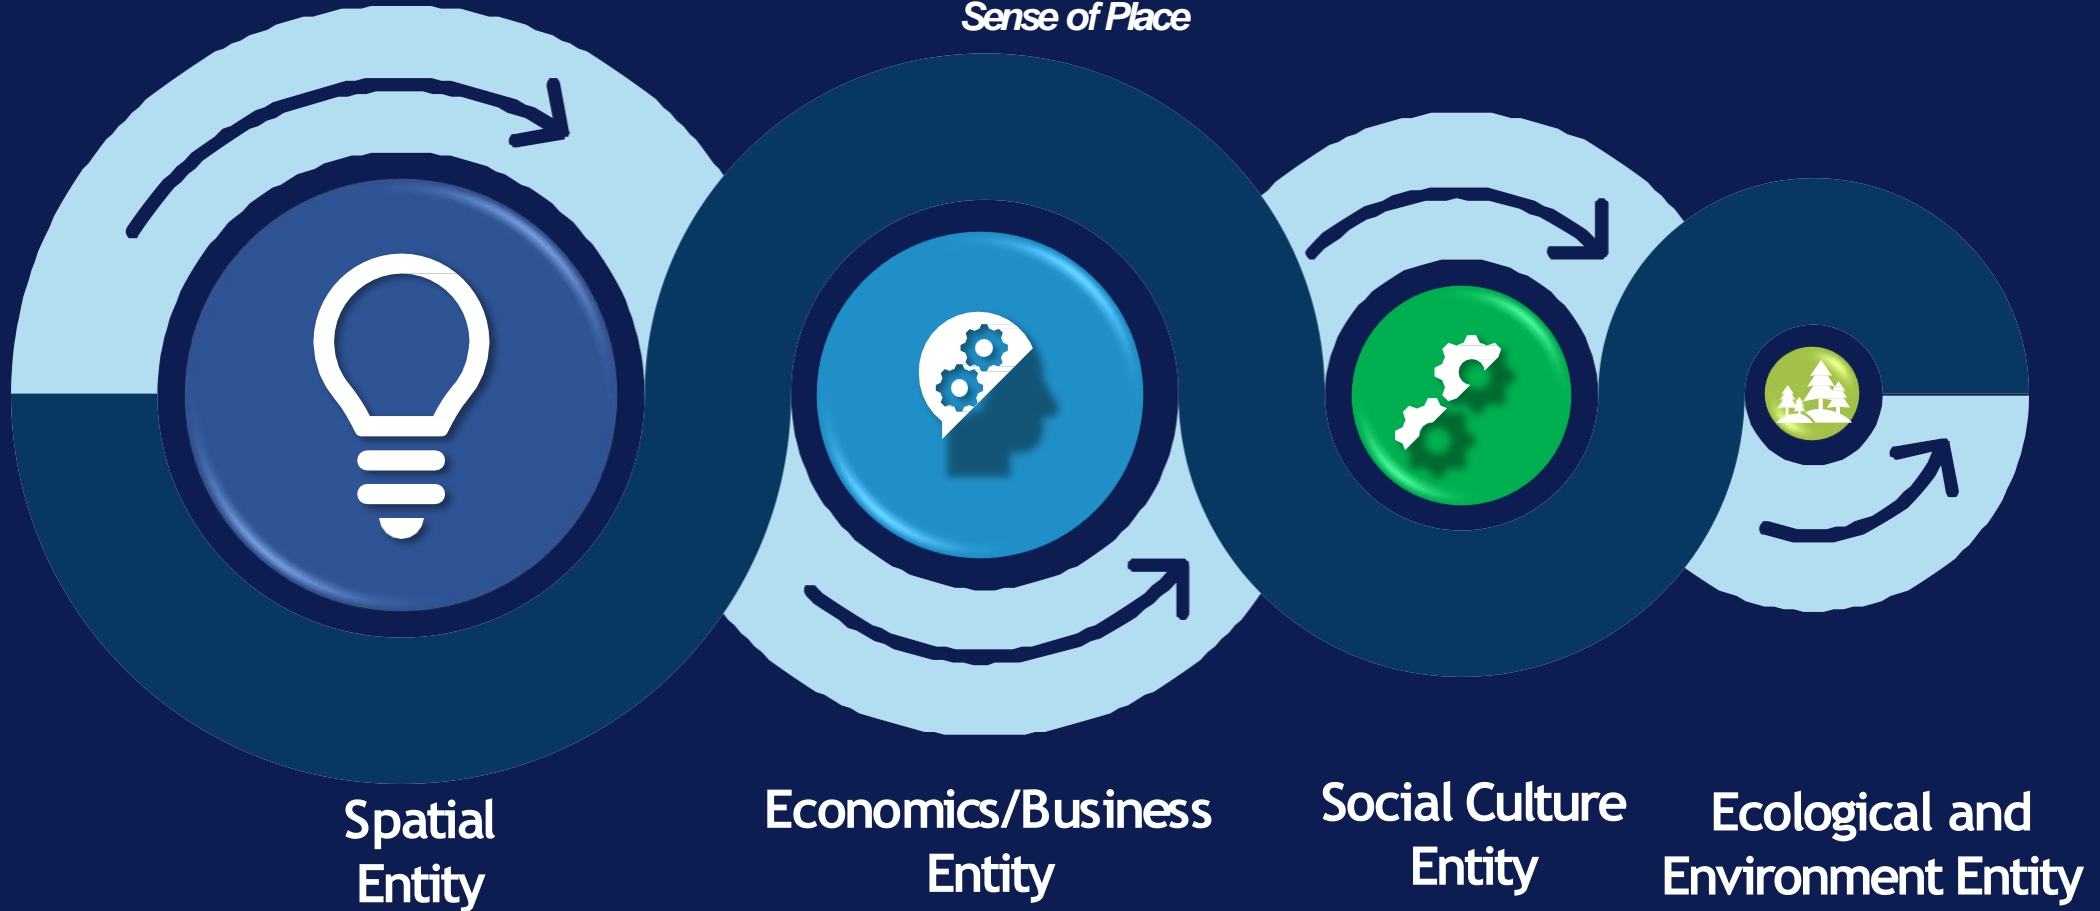 Sense of Place
Spatial
Entity
Economics/Business
Entity
Social Culture
Entity
Ecological and
Environment Entity